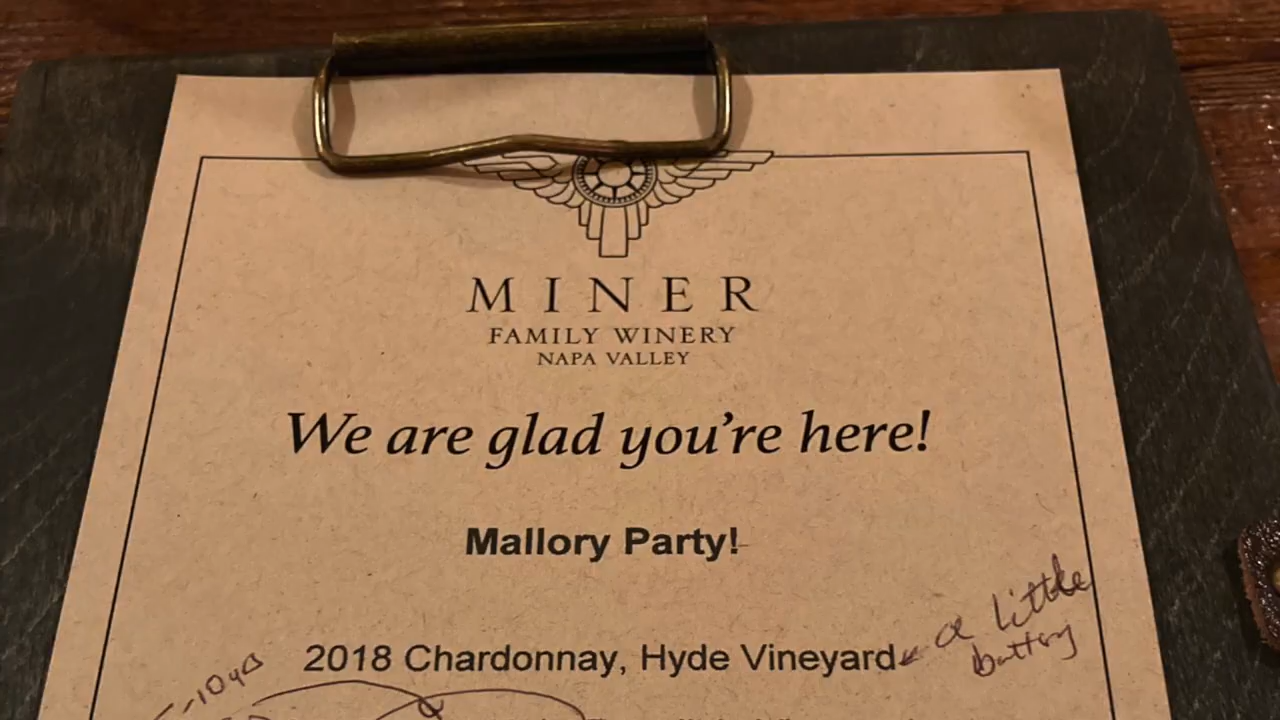 MINER
FAMILY WINERY
NAPA VALLEY
We are glad you're here!
Mallory Party!
a little
buttery
2018 Chardonnay, Hyde Vineyard